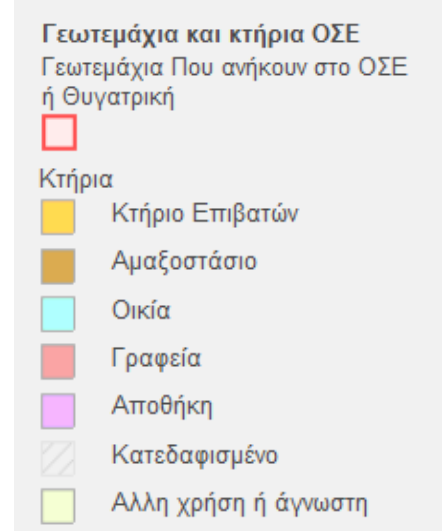 Γεωτεμάχια και κτήρια ΟΣΕ
Γεωτεμάχια Που ανήκουν στο ΟΣΕ
ή Θυγατρική
Κτήρια
Κτήριο Επιβατών
Αμαξοστάσιο
Οικία
Γραφεία
Αποθήκη
Κατεδαφισμένο
Αλλη χρήση ή άγνωστη